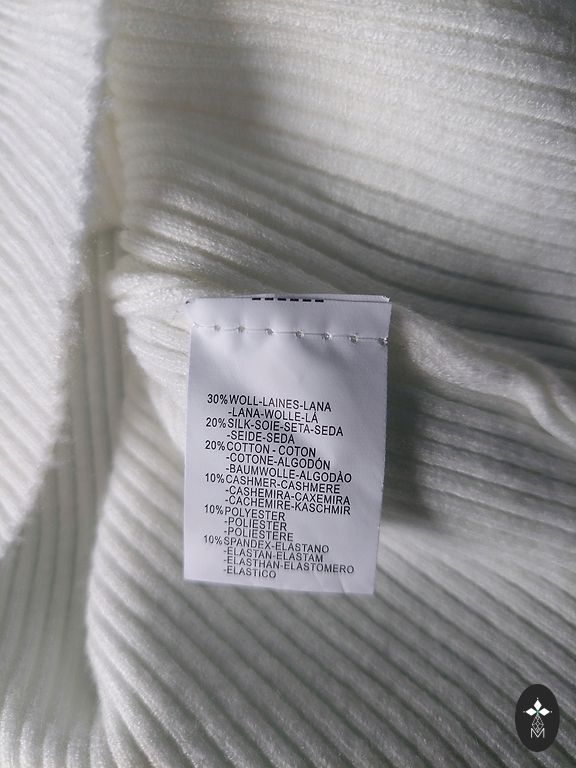 30%WOLL-LAINES-LANA
-LANA-WOLLE-LÁ
20%SILK-SOIE-SETA-SEDA
-SEIDE-SEDA
20%COTTON-COTON
-COTONE-ALGODÓN
-BAUMWOLLE-ALGODÃO
10%CASHMER-CASHMERE
-CASHEMIRA-CAXEMIRA
-CACHEMIRE-KASCHMIR
10%POLYESTER
-POLIESTER
-POLIESTERE
10%SPANDEX-ELASTANO
-ELASTAN-ELASTAM
-ELASTHAN-ELASTOMERO
-ELASTICO
M